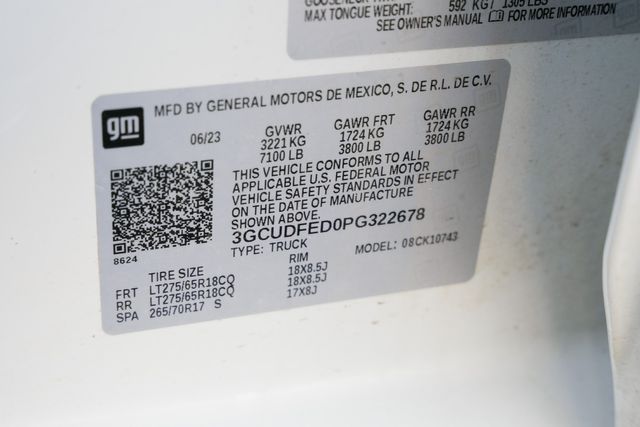 592 KG / 1305 LBS
MAX TONGUE WEIGHT:
SEE OWNER'S MANUAL FOR MORE INFORMATION
gm
MFD BY GENERAL MOTORS DE MEXICO, S. DE R.L. DE C.V.
06/23 GVWR GAWR FRT GAWR RR
3221 KG 1724 KG 1724 KG
7100 LB 3800 LB 3800 LB
THIS VEHICLE CONFORMS TO ALL
APPLICABLE U.S. FEDERAL MOTOR
VEHICLE SAFETY STANDARDS IN EFFECT
ON THE DATE OF MANUFACTURE
SHOWN ABOVE.
3GCUDFED0PG322678
TYPE: TRUCK MODEL: 08CK10743
8624
TIRE SIZE RIM
FRT LT275/65R18CQ 18X8.5J
RR LT275/65R18CQ 18X8.5J
SPA 265/70R17 S 17X8J